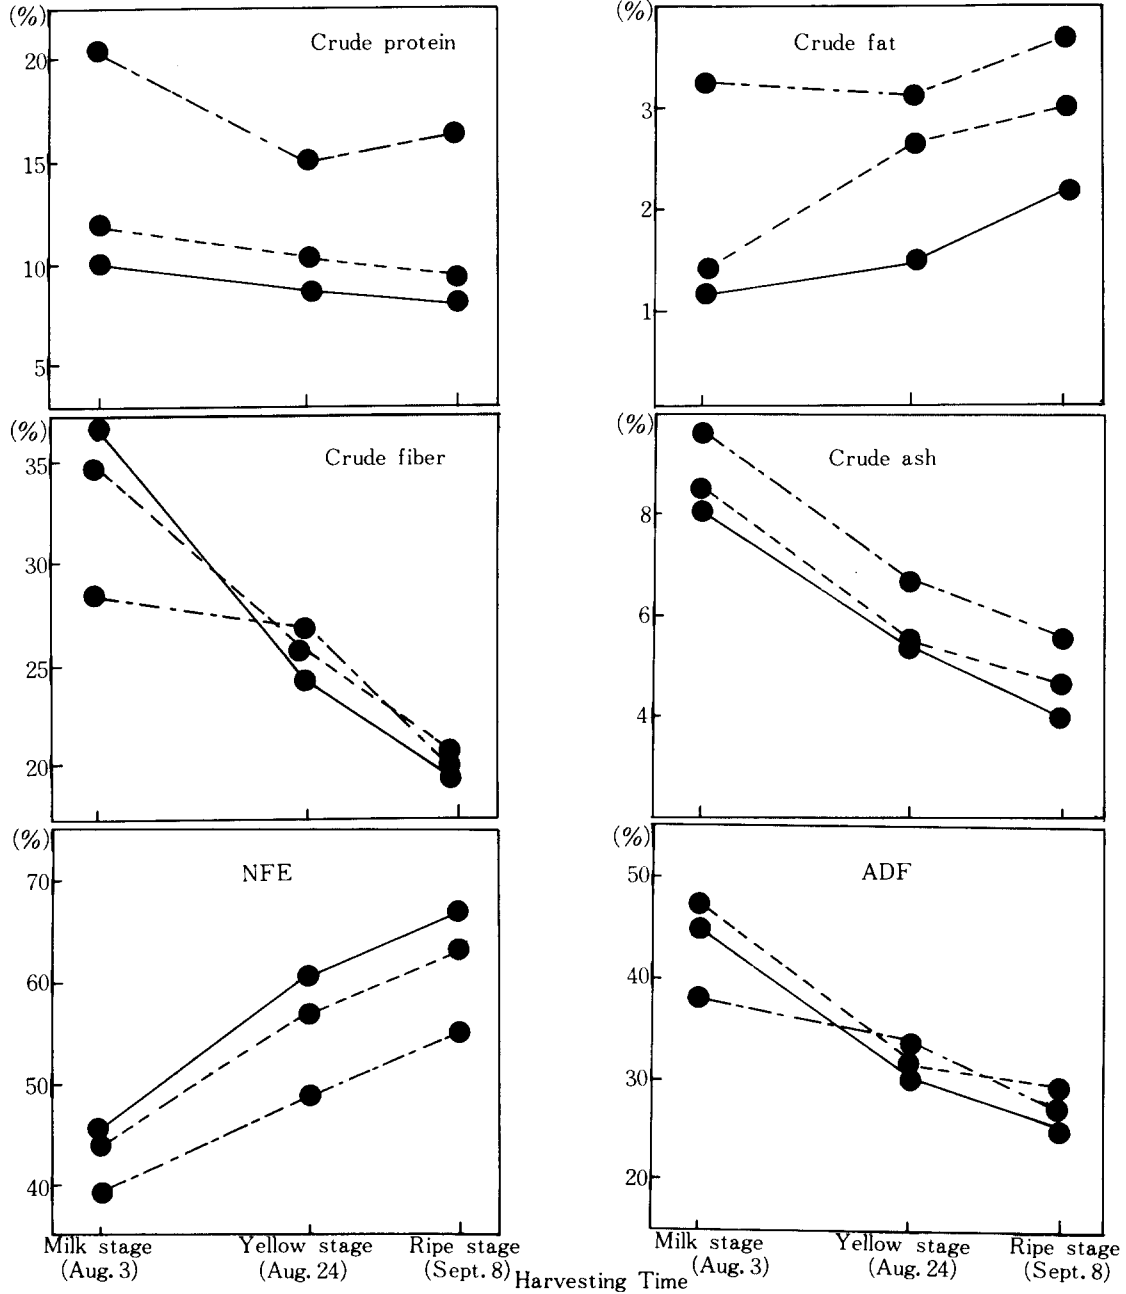 (%)
Crude protein
20
15
10
5
(%)
Crude fat
3
2
1
(%)
Crude fiber
35
30
25
20
(%)
Crude ash
8
6
4
(%)
NFE
70
60
50
40
(%)
ADF
50
40
30
20
Milk stage
(Aug. 3)
Yellow stage
(Aug. 24)
Ripe stage
(Sept. 8)
Milk stage
(Aug. 3)
Yellow stage
(Aug. 24)
Ripe stage
(Sept. 8)
Harvesting Time